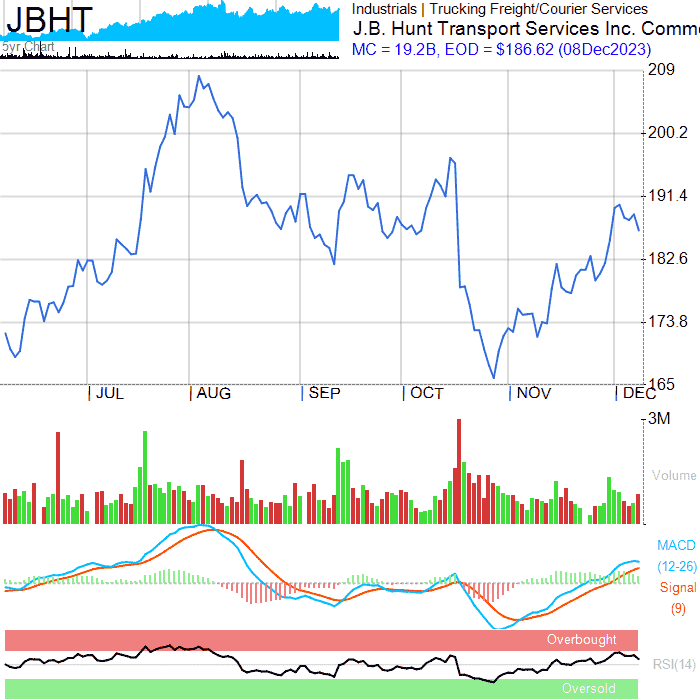 JBHT
5yr Chart
Industrials | Trucking Freight/Courier Services
J.B. Hunt Transport Services Inc. Comm
MC = 19.2B, EOD = $186.62 (08Dec2023)
209
200.2
191.4
182.6
173.8
165
JUL AUG SEP OCT NOV DEC
3M
Volume
MACD
(12-26)
Signal
(9)
Overbought
RSI(14)
Oversold